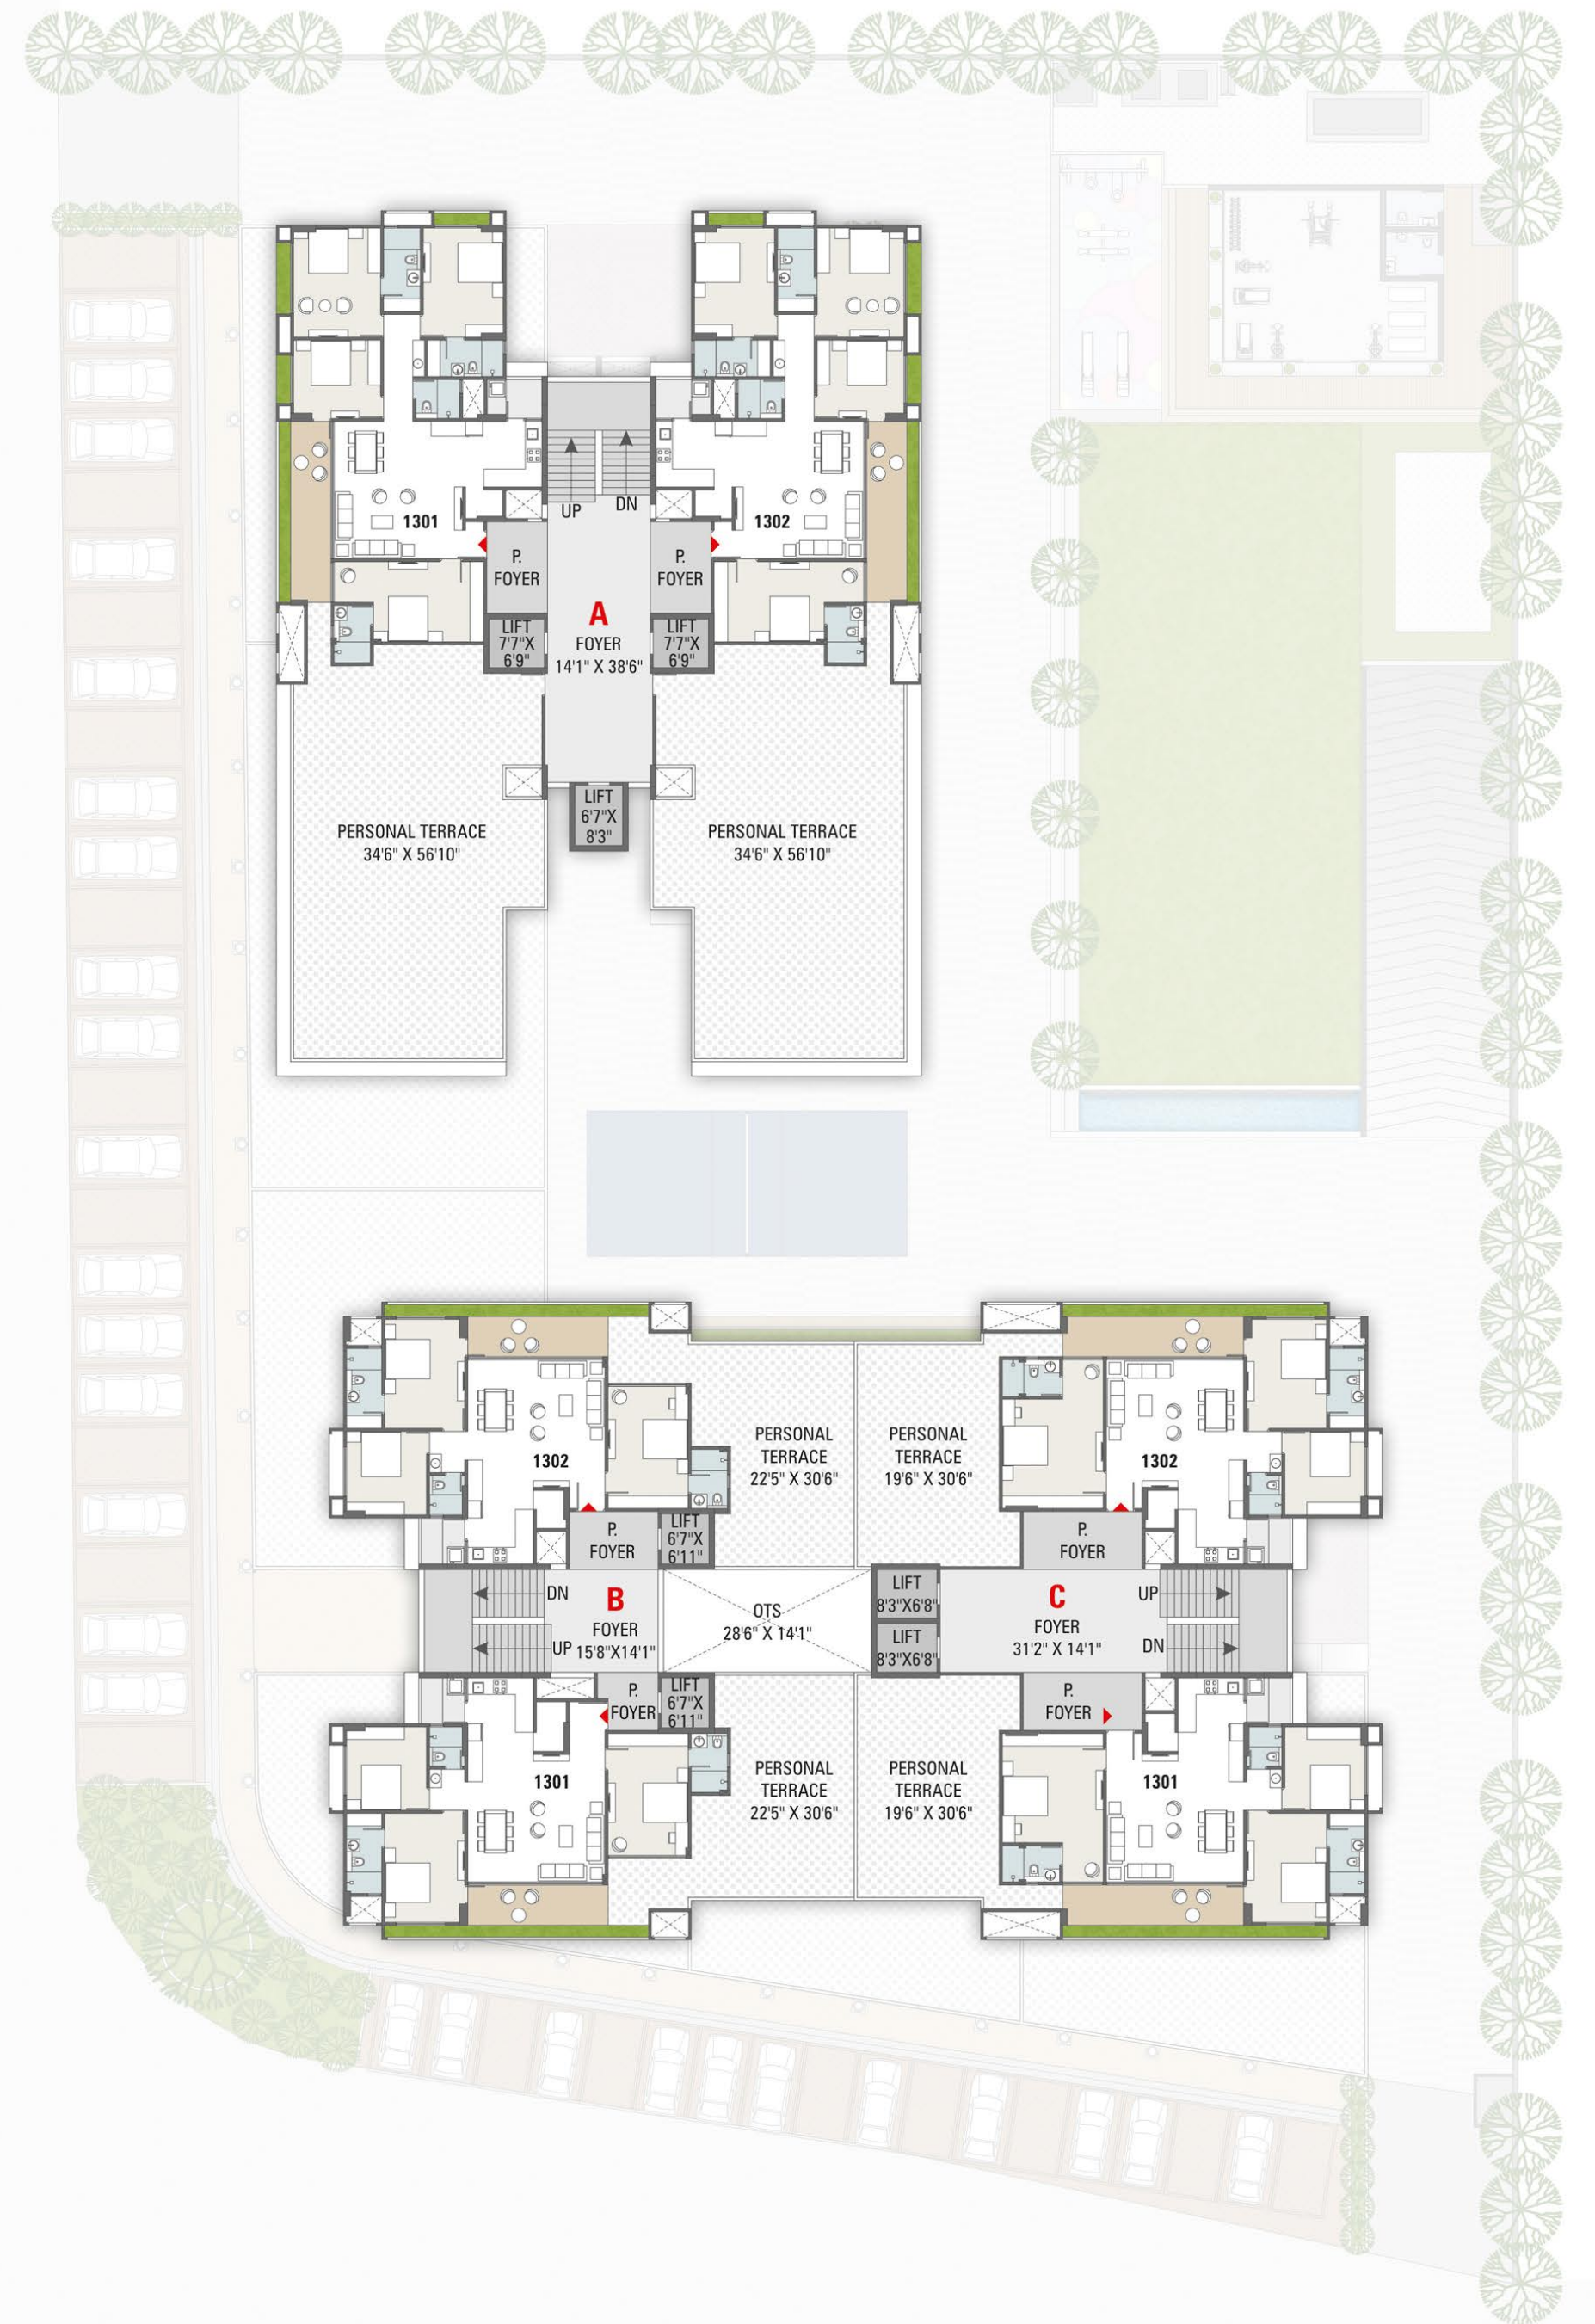 UP
DN
1301
1302
P.
FOYER
P.
FOYER
A
FOYER
14'1" X 38'6"
LIFT
7'7"X
6'9"
LIFT
7'7"X
6'9"
LIFT
6'7"X
8'3"
PERSONAL TERRACE
34'6" X 56'10"
PERSONAL TERRACE
34'6" X 56'10"
1302
PERSONAL
TERRACE
22'5" X 30'6"
PERSONAL
TERRACE
19'6" X 30'6"
1302
P.
FOYER
LIFT
6'7"X
6'11"
P.
FOYER
DN
UP
B
FOYER
15'8"X14'1"
OTS
28'6" X 14'1"
LIFT
8'3"X6'8"
LIFT
8'3"X6'8"
C
FOYER
31'2" X 14'1"
UP
DN
P.
FOYER
LIFT
6'7"X
6'11"
P.
FOYER
1301
PERSONAL
TERRACE
22'5" X 30'6"
PERSONAL
TERRACE
19'6" X 30'6"
1301